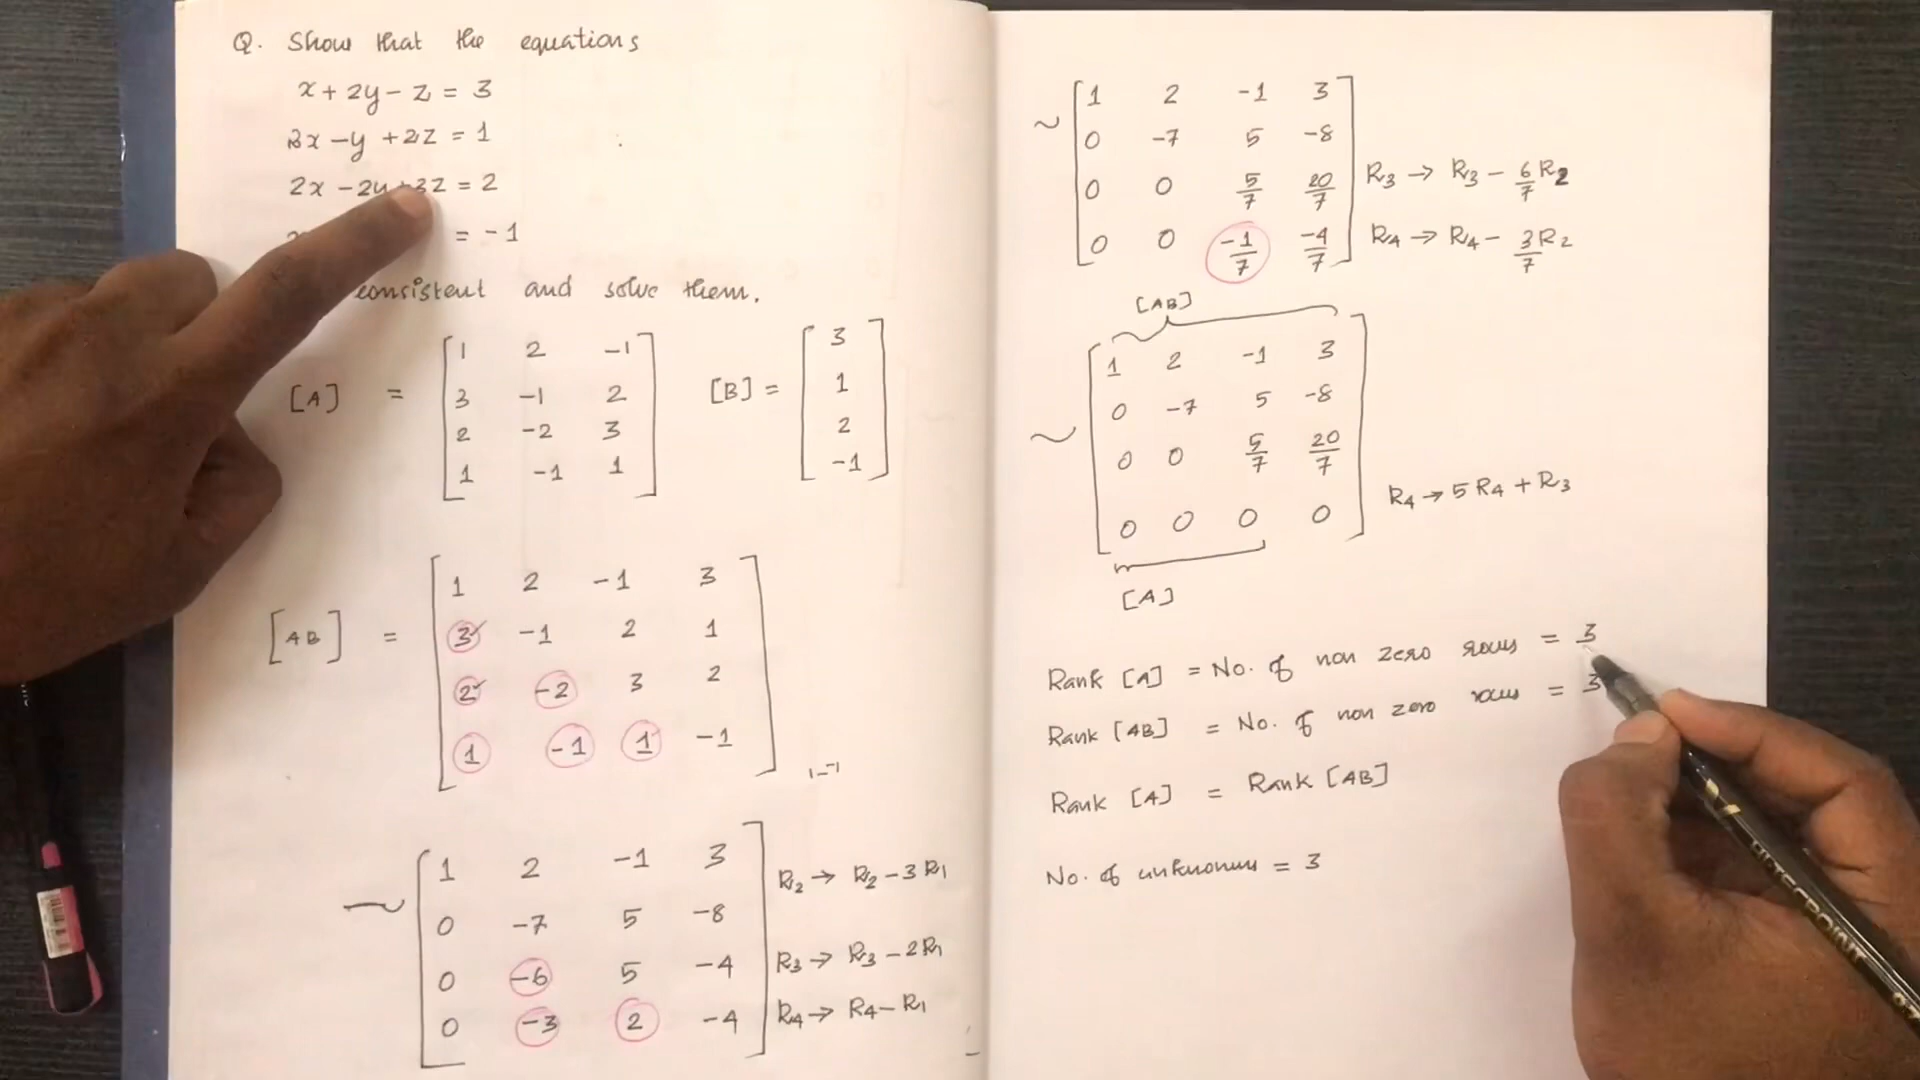 Q. Show that the equations
x + 2y - z = 3
3x - y + 2z = 1
2x - 2y + 3z = 2
= -1
consistent and solve them.
[A] = [B] =
1 2 -1 3
3 -1 2 1
2 -2 3 2
1 -1 1 -1
[AB] =
1 2 -1 3
3 -1 2 1
2 -2 3 2
1 -1 1 -1
1--1
~
1 2 -1 3 R2 → R2 - 3R1
0 -7 5 -8
0 -6 5 -4 R3 → R3 - 2R1
0 -3 2 -4 R4 → R4 - R1
~
1 2 -1 3
0 -7 5 -8
0 0 5/7 20/7 R3 → R3 - 6/7 R2
0 0 -1/7 -4/7 R4 → R4 - 3/7 R2
[AB]
~
1 2 -1 3
0 -7 5 -8
0 0 5/7 20/7
0 0 0 0 R4 → 5R4 + R3
[A]
Rank [A] = No. of non zero rows = 3
Rank [AB] = No. of non zero rows = 3
Rank [A] = Rank [AB]
No. of unknowns = 3